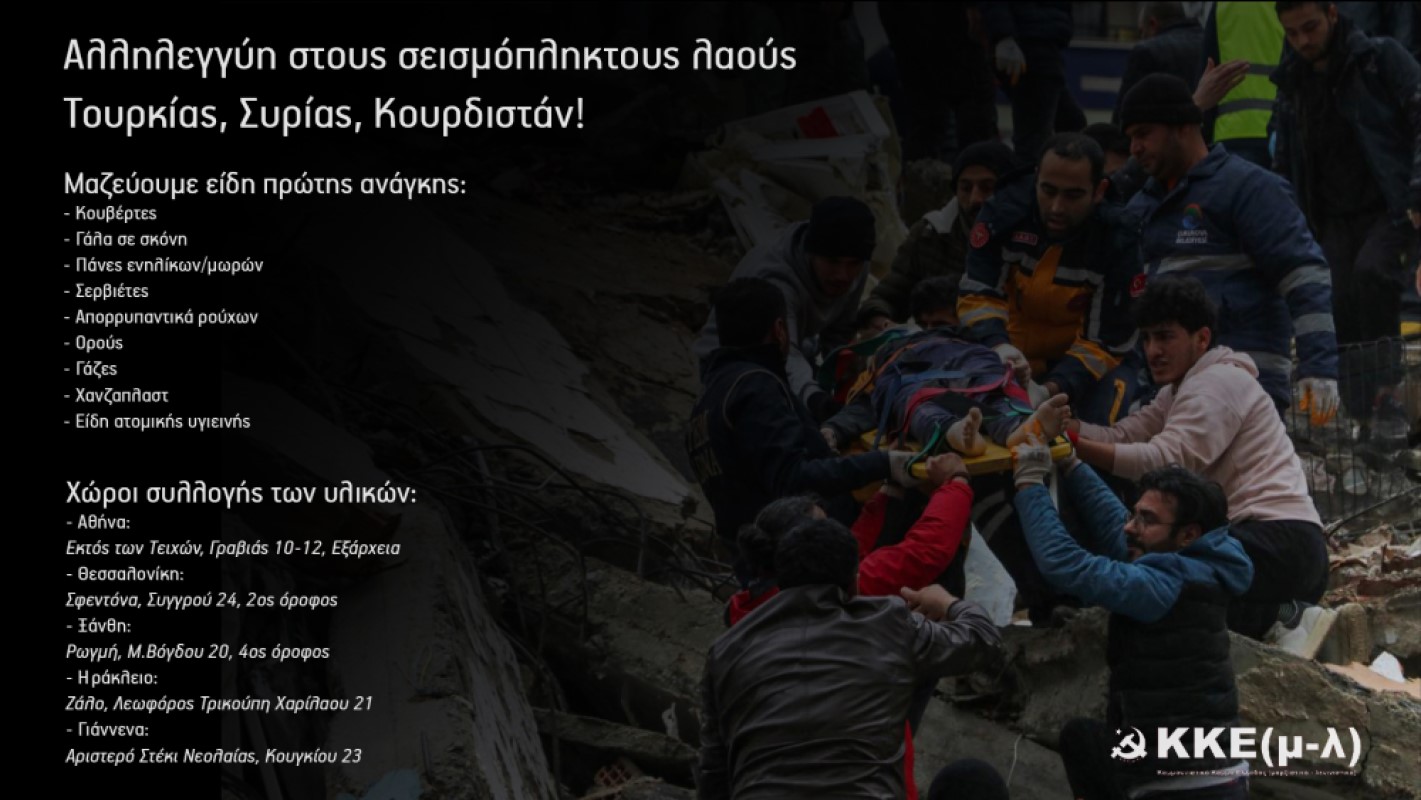 Αλληλεγγύη στους σεισμόπληκτους λαούς
Τουρκίας, Συρίας, Κουρδιστάν!
Μαζεύουμε είδη πρώτης ανάγκης:
- Κουβέρτες
- Γάλα σε σκόνη
- Πάνες ενηλίκων/μωρών
- Σερβιέτες
- Απορρυπαντικά ρούχων
- Ορούς
- Γάζες
- Χανζαπλαστ
- Είδη ατομικής υγιεινής
Χώροι συλλογής των υλικών:
- Αθήνα:
Εκτός των Τειχών, Γραβιάς 10-12, Εξάρχεια
- Θεσσαλονίκη:
Σφεντόνα, Συγγρού 24, 2ος όροφος
- Ξάνθη:
Ρωγμή, Μ.Βόγδου 20, 4ος όροφος
- Ηράκλειο:
Ζάλο, Λεωφόρος Τρικούπη Χαρίλαου 21
- Γιάννενα:
Αριστερό Στέκι Νεολαίας, Κουγκίου 23
ΚΚΕ(μ-λ)